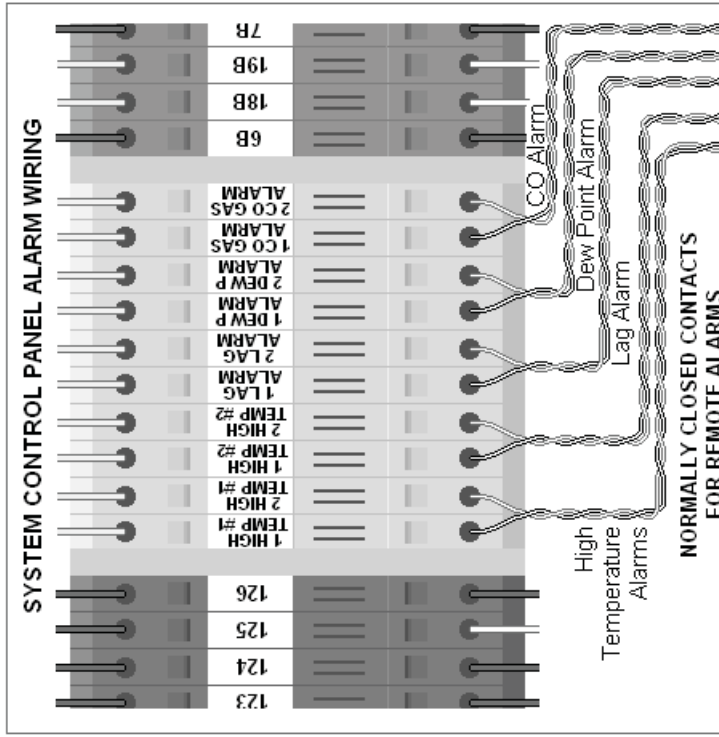 SYSTEM CONTROL PANEL ALARM WIRING
7B
19B
18B
6B
2 CO GAS
ALARM
1 CO GAS
ALARM
2 DEW P
ALARM
1 DEW P
ALARM
2 LAG
ALARM
1 LAG
ALARM
2 HIGH
TEMP #2
1 HIGH
TEMP #2
2 HIGH
TEMP #1
1 HIGH
TEMP #1
126
125
124
123
CO Alarm
Dew Point Alarm
Lag Alarm
High
Temperature
Alarms
NORMALLY CLOSED CONTACTS
FOR REMOTE ALARMS